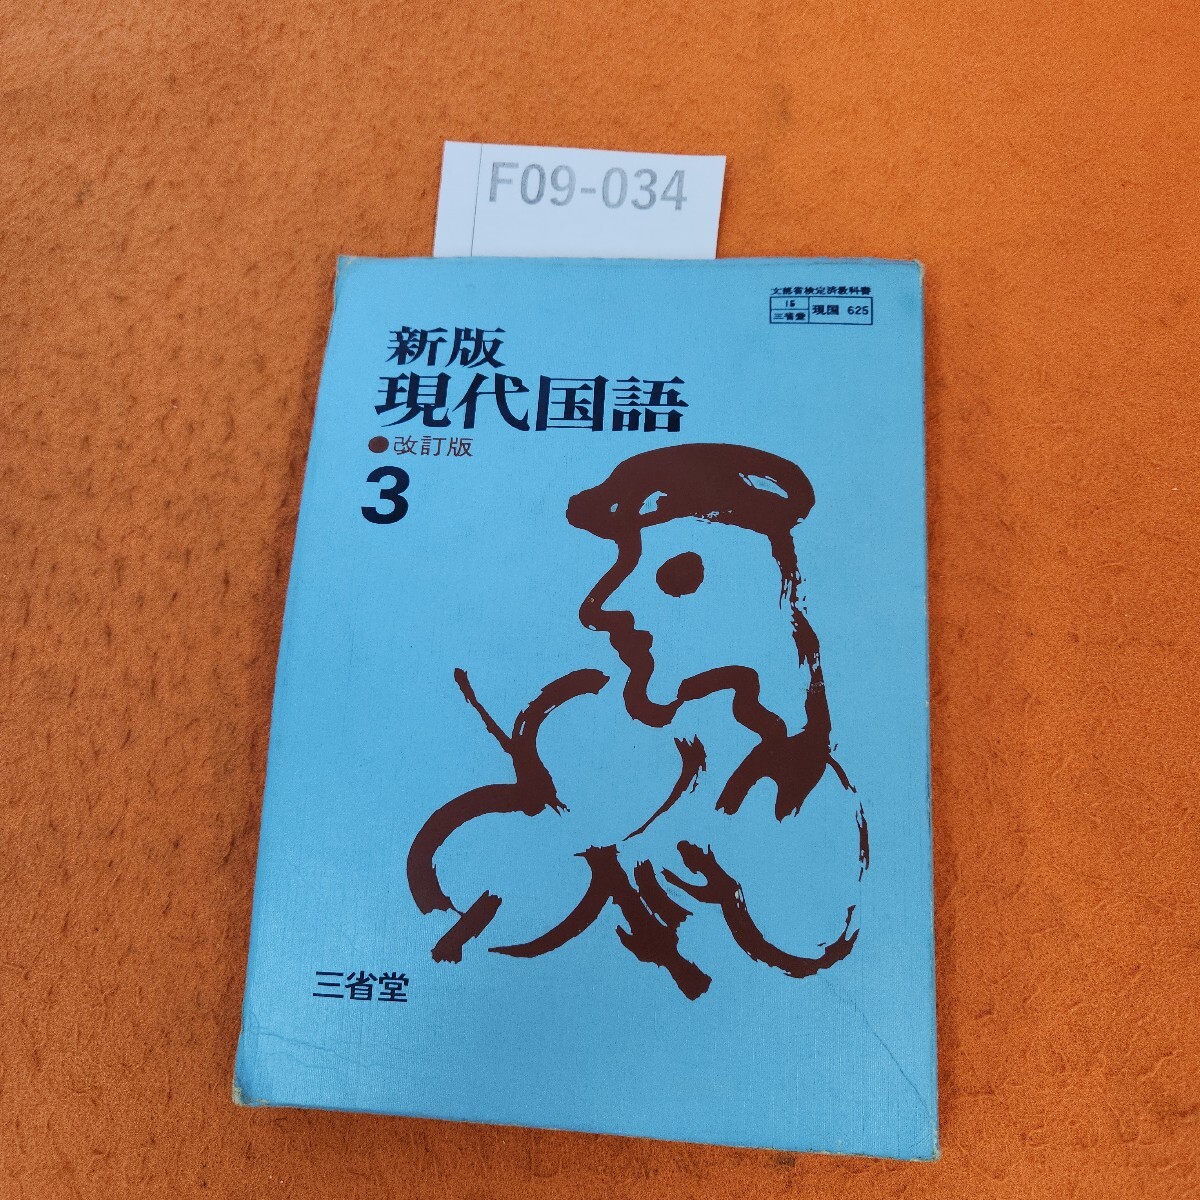 F09-034
文部省検定済教科書
15
三省堂
現国 625
新版
現代国語
●改訂版
3
三省堂